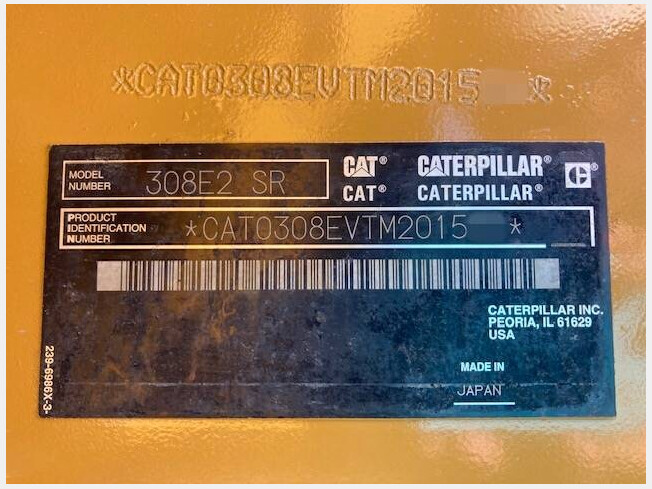 *CAT0308EVTM2015 *
MODEL NUMBER 308E2 SR
CAT® CATERPILLAR® C®
CAT® CATERPILLAR®
PRODUCT IDENTIFICATION NUMBER *CAT0308EVTM2015 *
CATERPILLAR INC.
PEORIA, IL 61629
USA
MADE IN
JAPAN
239-6986X-3-